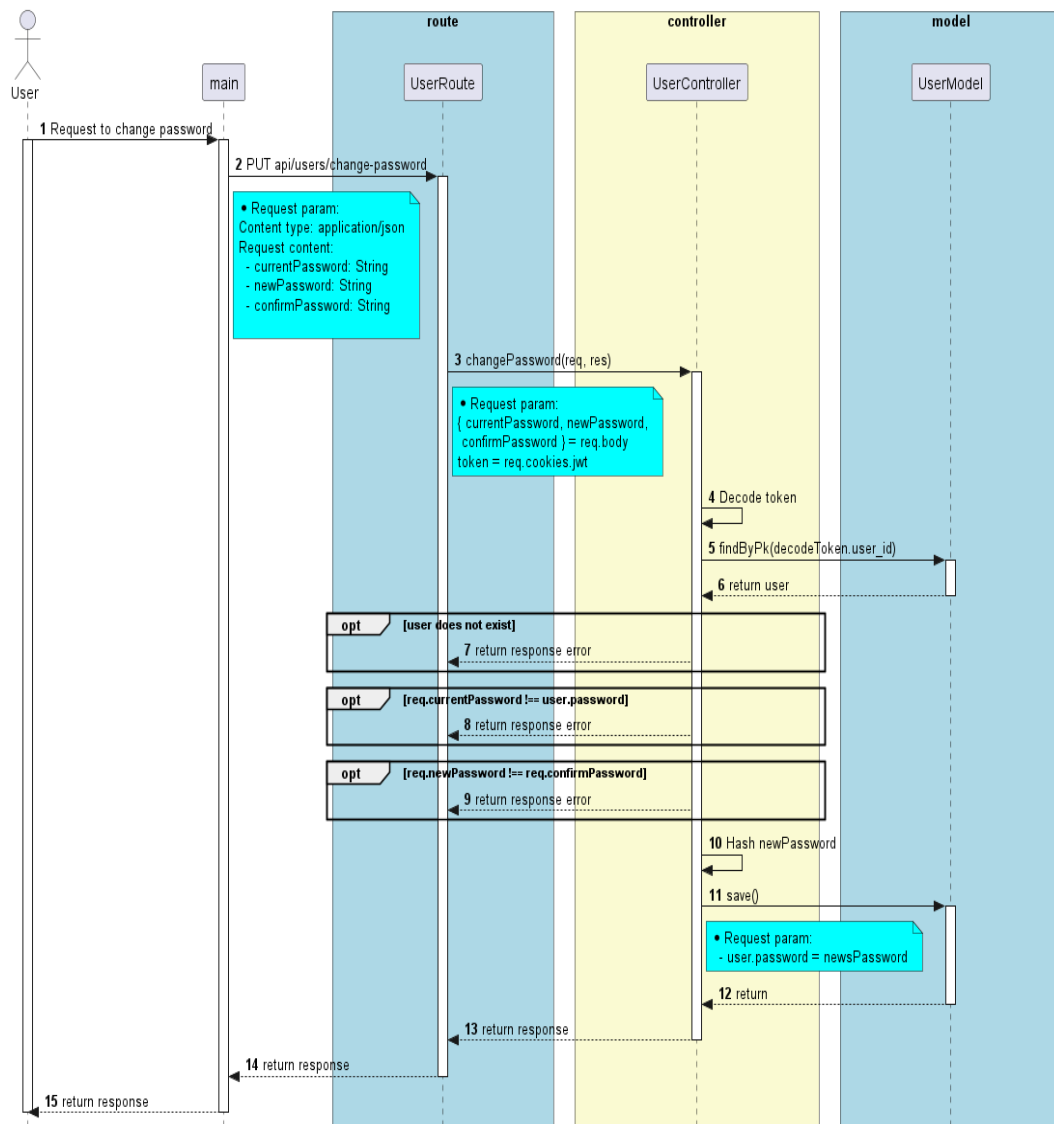 route
controller
model
User
main
UserRoute
UserController
UserModel
1 Request to change password
2 PUT api/users/change-password
• Request param:
Content type: application/json
Request content:
- currentPassword: String
- newPassword: String
- confirmPassword: String
3 changePassword(req, res)
• Request param:
{ currentPassword, newPassword,
confirmPassword } = req.body
token = req.cookies.jwt
4 Decode token
5 findByPk(decodeToken.user_id)
6 return user
opt [user does not exist]
7 return response error
opt [req.currentPassword !== user.password]
8 return response error
opt [req.newPassword !== req.confirmPassword]
9 return response error
10 Hash newPassword
11 save()
• Request param:
- user.password = newsPassword
12 return
13 return response
14 return response
15 return response